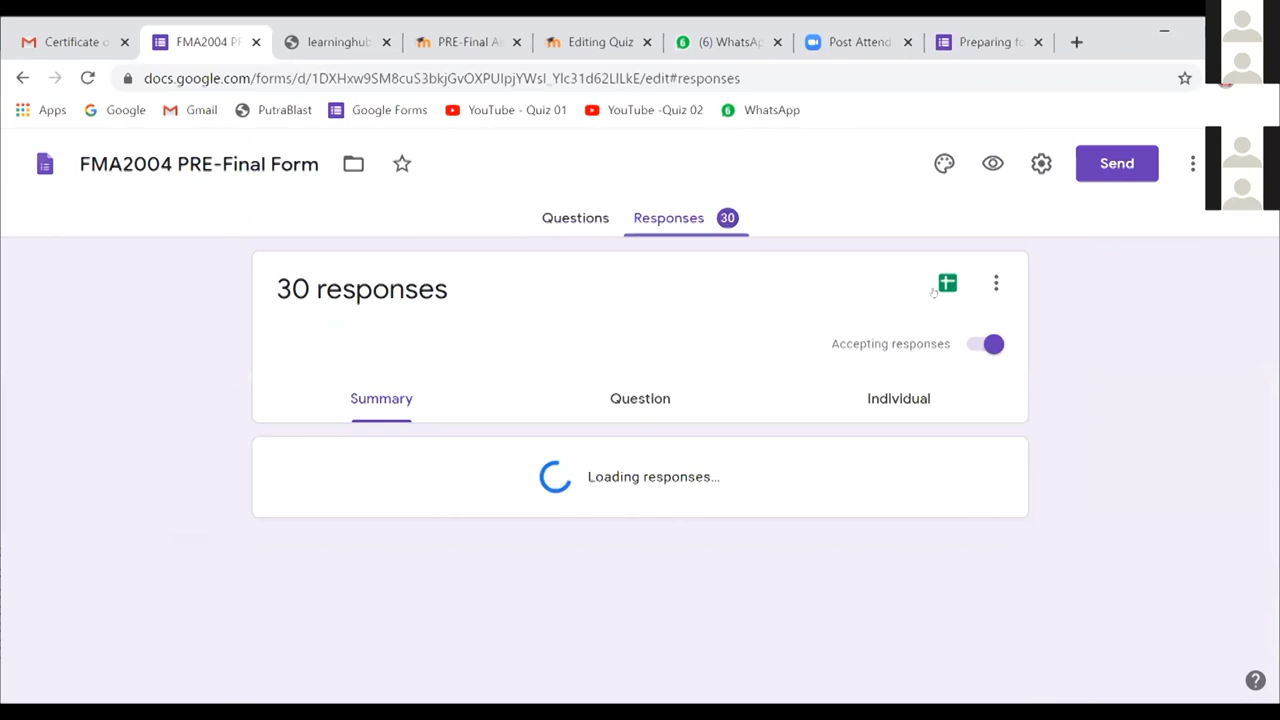 Certificate o
FMA2004 PR
learninghub
PRE-Final A
Editing Quiz
(6) WhatsAp
Post Attend
Preparing fo
docs.google.com/forms/d/1DXHxw9SM8cuS3bkjGvOXPUIpjYWsI_YIc31d62LILkE/edit#responses
Apps
Google
Gmail
PutraBlast
Google Forms
YouTube - Quiz 01
YouTube -Quiz 02
WhatsApp
FMA2004 PRE-Final Form
Send
Questions
Responses 30
30 responses
Accepting responses
Summary
Question
Individual
Loading responses...